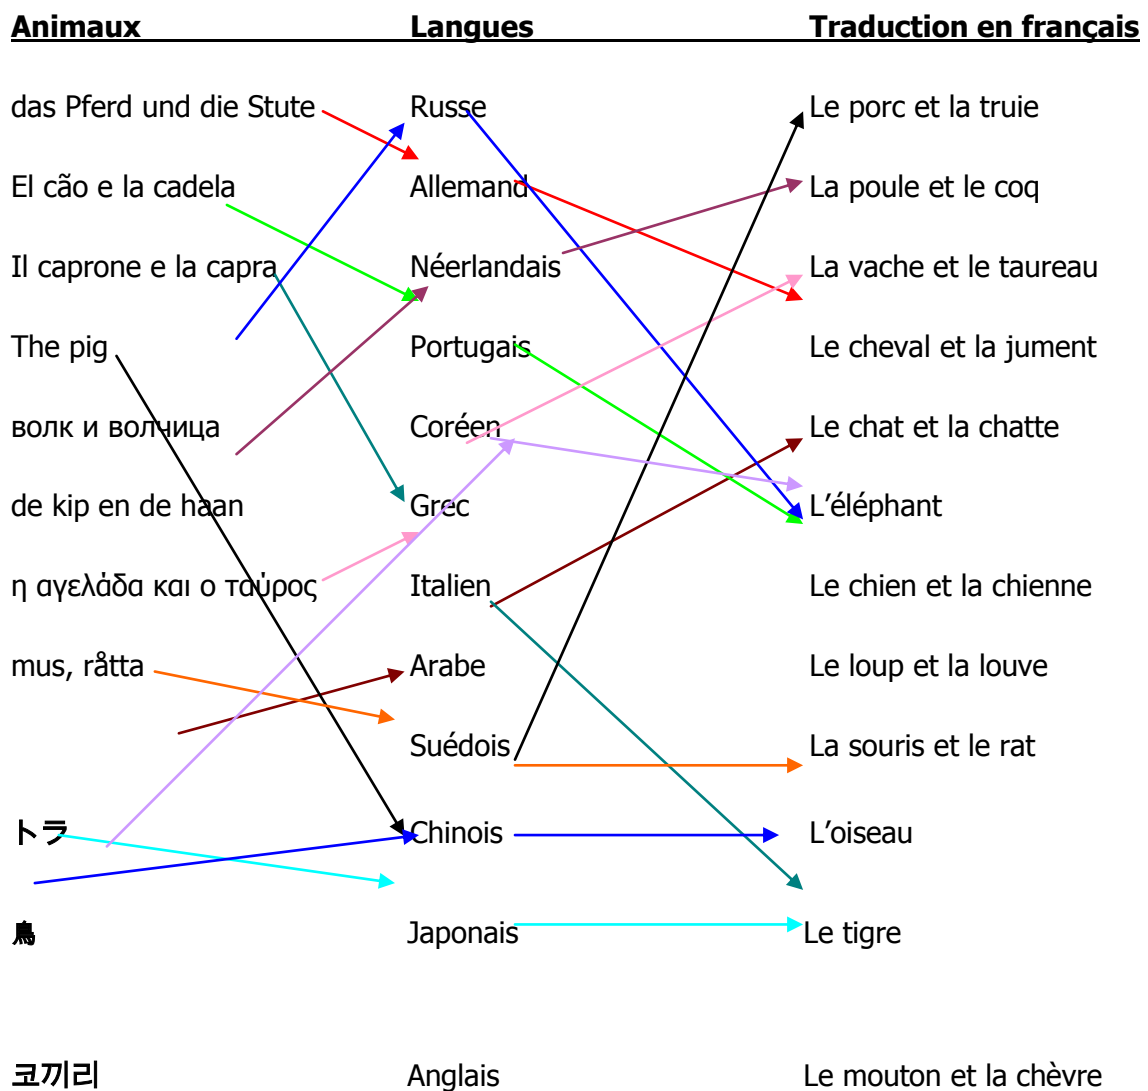 Animaux Langues Traduction en français
das Pferd und die Stute Russe Le porc et la truie
El cão e la cadela Allemand La poule et le coq
Il caprone e la capra Néerlandais La vache et le taureau
The pig Portugais Le cheval et la jument
волк и волчица Coréen Le chat et la chatte
de kip en de haan Grec L’éléphant
η αγελάδα και ο ταύρος Italien Le chien et la chienne
mus, råtta Arabe Le loup et la louve
Suédois La souris et le rat
トラ Chinois L’oiseau
鳥 Japonais Le tigre
코끼리 Anglais Le mouton et la chèvre